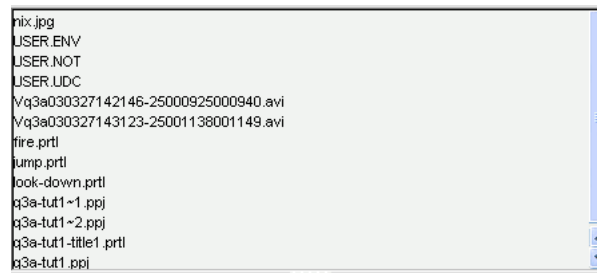 nix.jpg
USER.ENV
USER.NOT
USER.UDC
Vq3a030327142146-25000925000940.avi
Vq3a030327143123-25001138001149.avi
fire.prtl
jump.prtl
look-down.prtl
q3a-tut1~1.ppj
q3a-tut1~2.ppj
q3a-tut1-title1.prtl
q3a-tut1.ppj